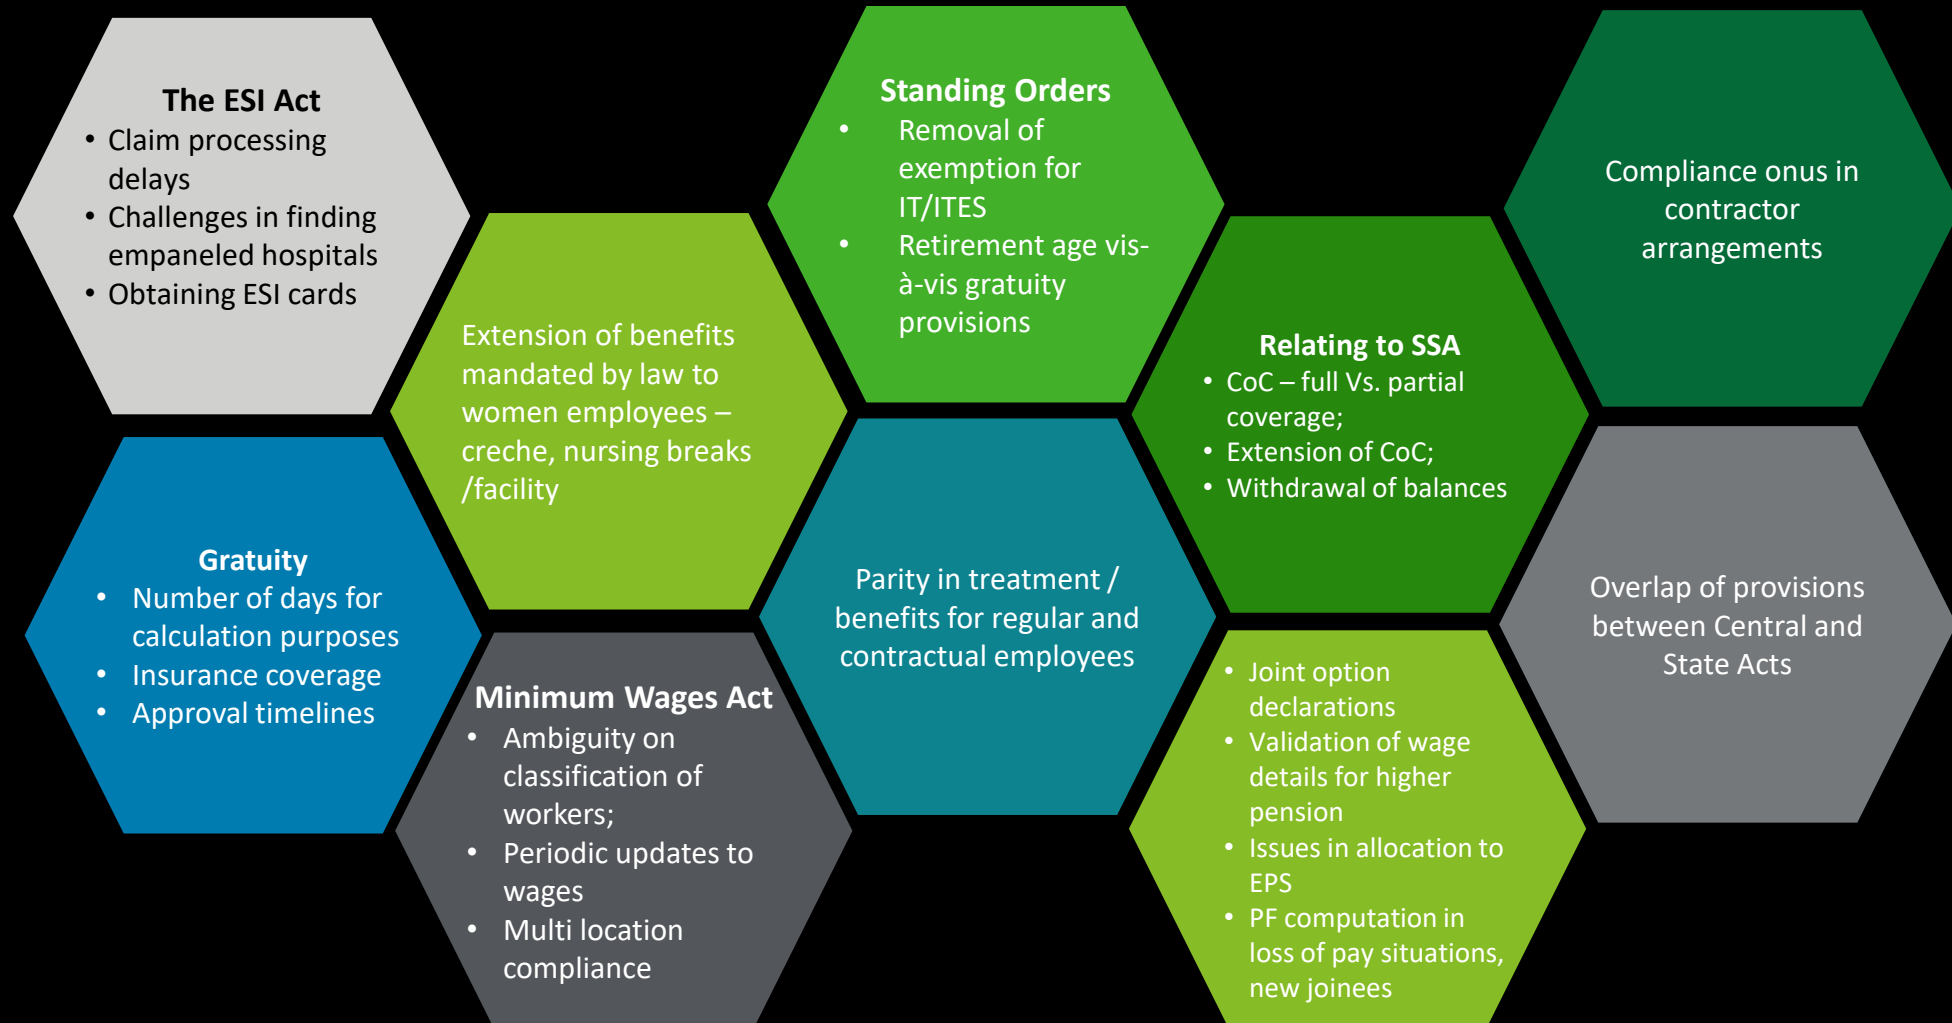 The ESI Act
• Claim processing
delays
• Challenges in finding
empaneled hospitals
• Obtaining ESI cards
Extension of benefits
mandated by law to
women employees –
creche, nursing breaks
/facility
Standing Orders
• Removal of
exemption for
IT/ITES
• Retirement age vis-
à-vis gratuity
provisions
Relating to SSA
• CoC – full Vs. partial
coverage;
• Extension of CoC;
• Withdrawal of balances
Compliance onus in
contractor
arrangements
Gratuity
• Number of days for
calculation purposes
• Insurance coverage
• Approval timelines
Minimum Wages Act
• Ambiguity on
classification of
workers;
• Periodic updates to
wages
• Multi location
compliance
Parity in treatment /
benefits for regular and
contractual employees
• Joint option
declarations
• Validation of wage
details for higher
pension
• Issues in allocation to
EPS
• PF computation in
loss of pay situations,
new joinees
Overlap of provisions
between Central and
State Acts